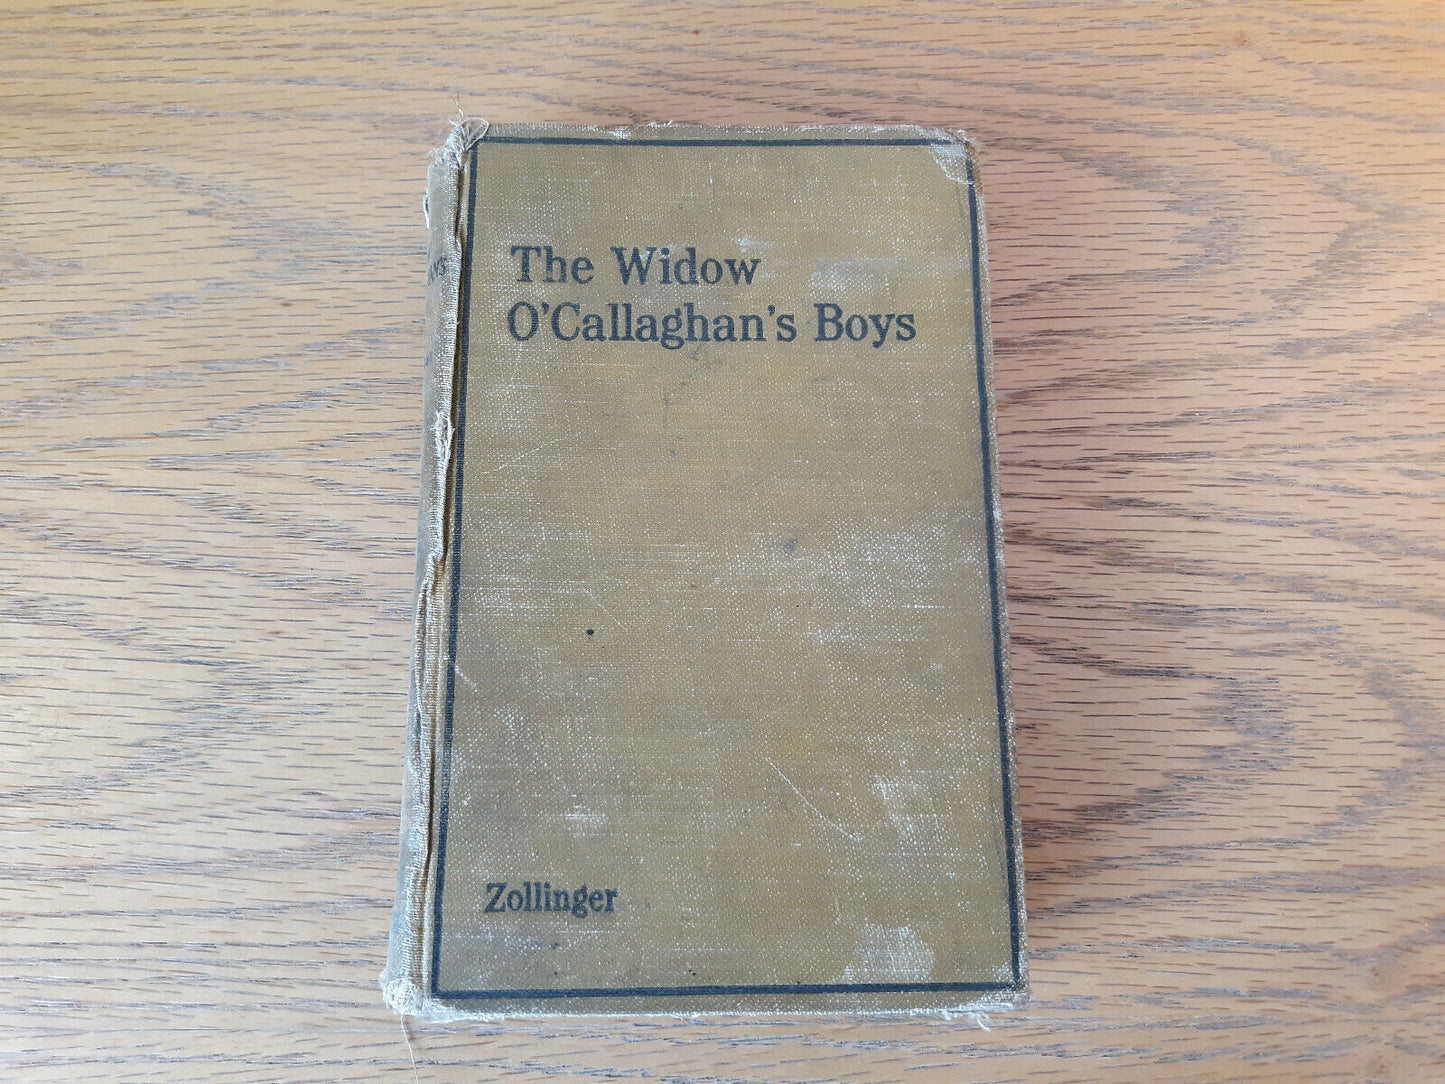 The Widow
O'Callaghan's Boys
Zollinger